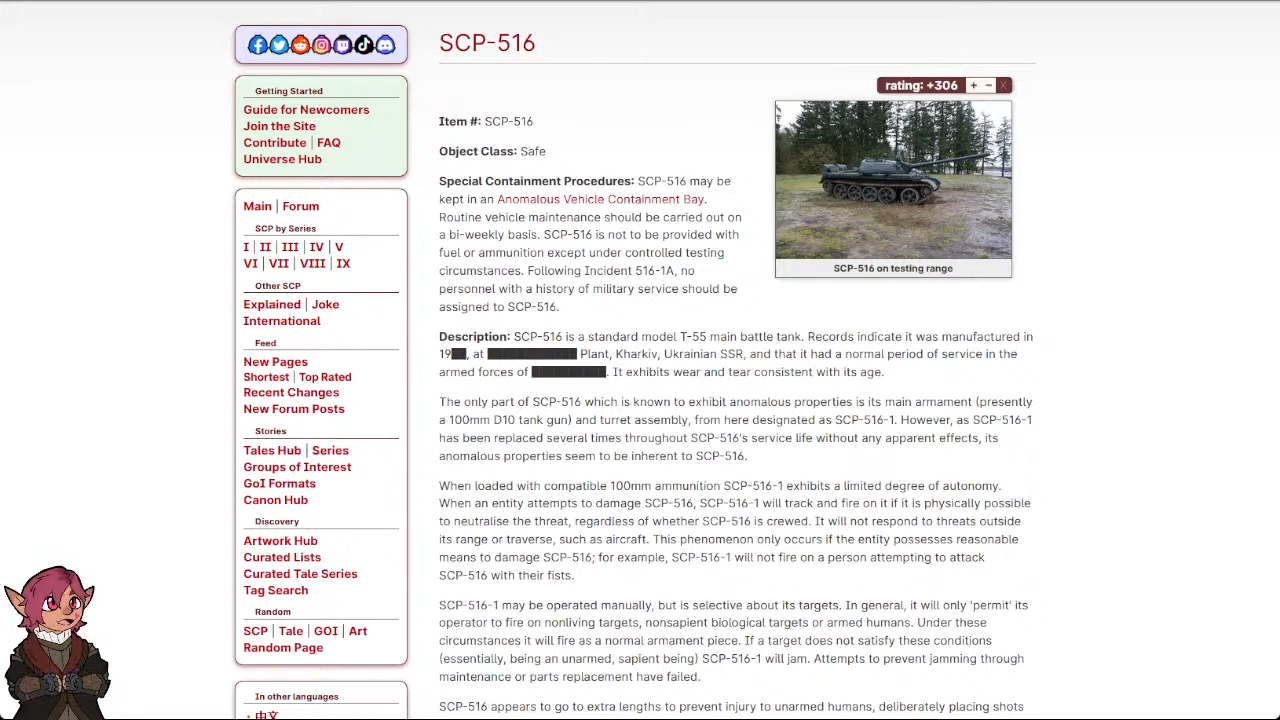 Getting Started
Guide for Newcomers
Join the Site
Contribute | FAQ
Universe Hub
Main | Forum
SCP by Series
I | II | III | IV | V
VI | VII | VIII | IX
Other SCP
Explained | Joke
International
Feed
New Pages
Shortest | Top Rated
Recent Changes
New Forum Posts
Stories
Tales Hub | Series
Groups of Interest
GoI Formats
Canon Hub
Discovery
Artwork Hub
Curated Lists
Curated Tale Series
Tag Search
Random
SCP | Tale | GOI | Art
Random Page
In other languages
中文
SCP-516
rating: +306 + − X
Item #: SCP-516
Object Class: Safe
Special Containment Procedures: SCP-516 may be
kept in an Anomalous Vehicle Containment Bay.
Routine vehicle maintenance should be carried out on
a bi-weekly basis. SCP-516 is not to be provided with
fuel or ammunition except under controlled testing
circumstances. Following Incident 516-1A, no
personnel with a history of military service should be
assigned to SCP-516.
SCP-516 on testing range
Description: SCP-516 is a standard model T-55 main battle tank. Records indicate it was manufactured in
19██, at ███████████ Plant, Kharkiv, Ukrainian SSR, and that it had a normal period of service in the
armed forces of █████████. It exhibits wear and tear consistent with its age.
The only part of SCP-516 which is known to exhibit anomalous properties is its main armament (presently
a 100mm D10 tank gun) and turret assembly, from here designated as SCP-516-1. However, as SCP-516-1
has been replaced several times throughout SCP-516's service life without any apparent effects, its
anomalous properties seem to be inherent to SCP-516.
When loaded with compatible 100mm ammunition SCP-516-1 exhibits a limited degree of autonomy.
When an entity attempts to damage SCP-516, SCP-516-1 will track and fire on it if it is physically possible
to neutralise the threat, regardless of whether SCP-516 is crewed. It will not respond to threats outside
its range or traverse, such as aircraft. This phenomenon only occurs if the entity possesses reasonable
means to damage SCP-516; for example, SCP-516-1 will not fire on a person attempting to attack
SCP-516 with their fists.
SCP-516-1 may be operated manually, but is selective about its targets. In general, it will only 'permit' its
operator to fire on nonliving targets, nonsapient biological targets or armed humans. Under these
circumstances it will fire as a normal armament piece. If a target does not satisfy these conditions
(essentially, being an unarmed, sapient being) SCP-516-1 will jam. Attempts to prevent jamming through
maintenance or parts replacement have failed.
SCP-516 appears to go to extra lengths to prevent injury to unarmed humans, deliberately placing shots